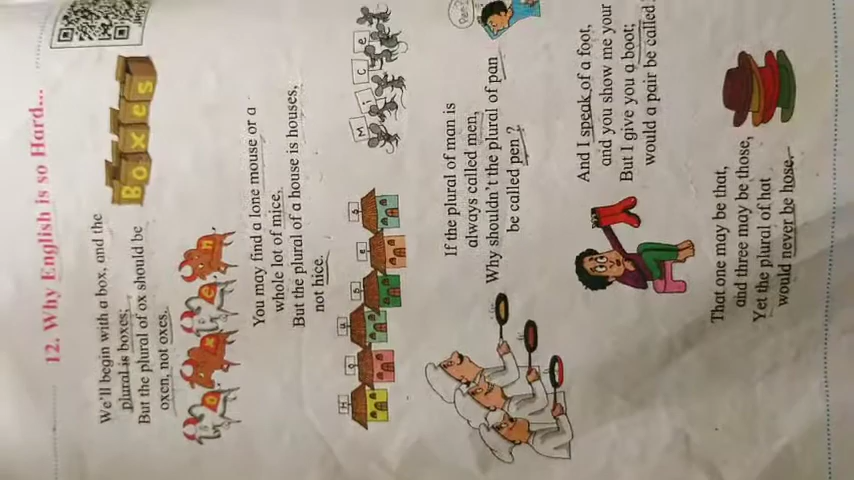 12. Why English is so Hard...
We'll begin with a box, and the
plural is boxes;
But the plural of ox should be
oxen, not oxes.
Boxes
oxen
You may find a lone mouse or a
whole lot of mice,
But the plural of a house is houses,
not hice.
Houses
Mice
If the plural of man is
always called men,
Why shouldn't the plural of pan
be called pen?
And I speak of a foot,
and you show me your
But I give you a boot;
would a pair be called
That one may be that,
and three may be those,
Yet the plural of hat
would never be hose,